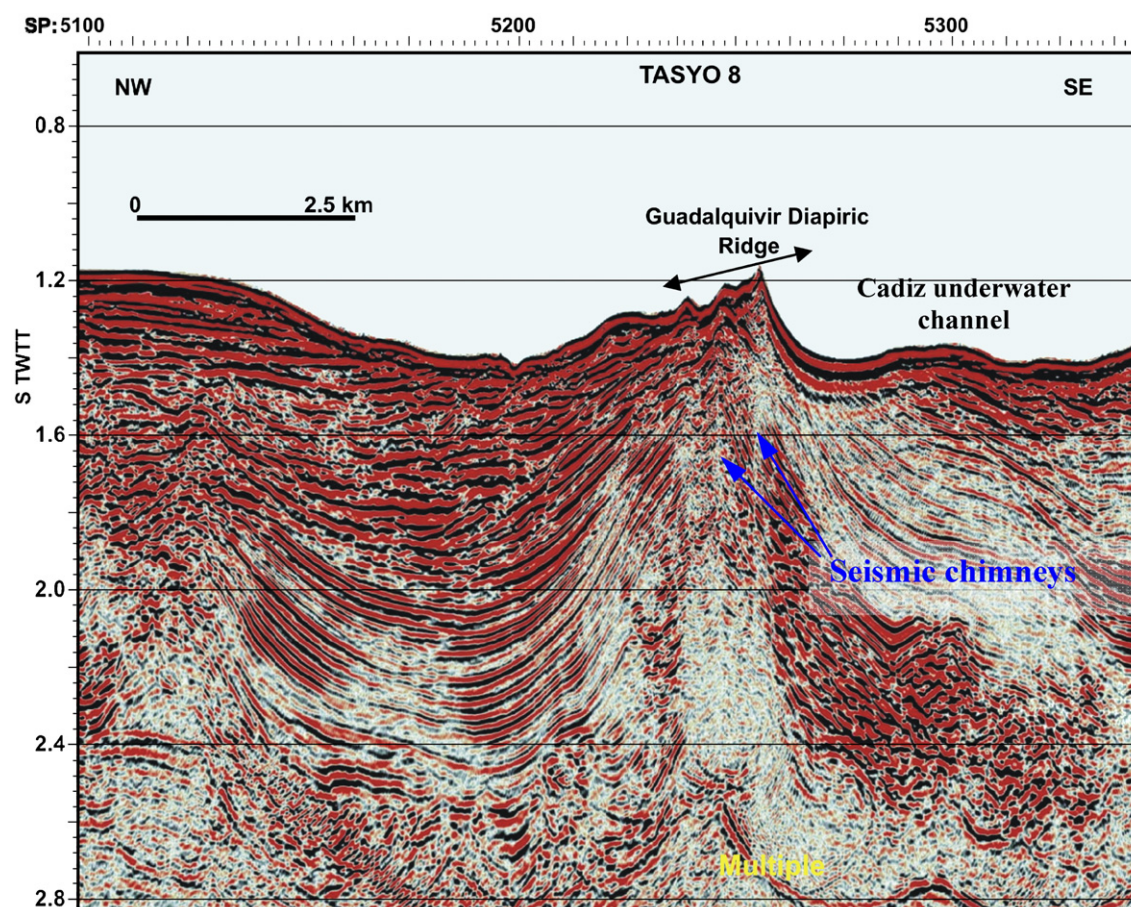 SP: 5100 5200 5300
TASYO 8
NW SE
0.8
0 2.5 km
Guadalquivir Diapiric
Ridge
1.2
Cadiz underwater
channel
S TWTT
1.6
Seismic chimneys
2.0
2.4
Multiple
2.8